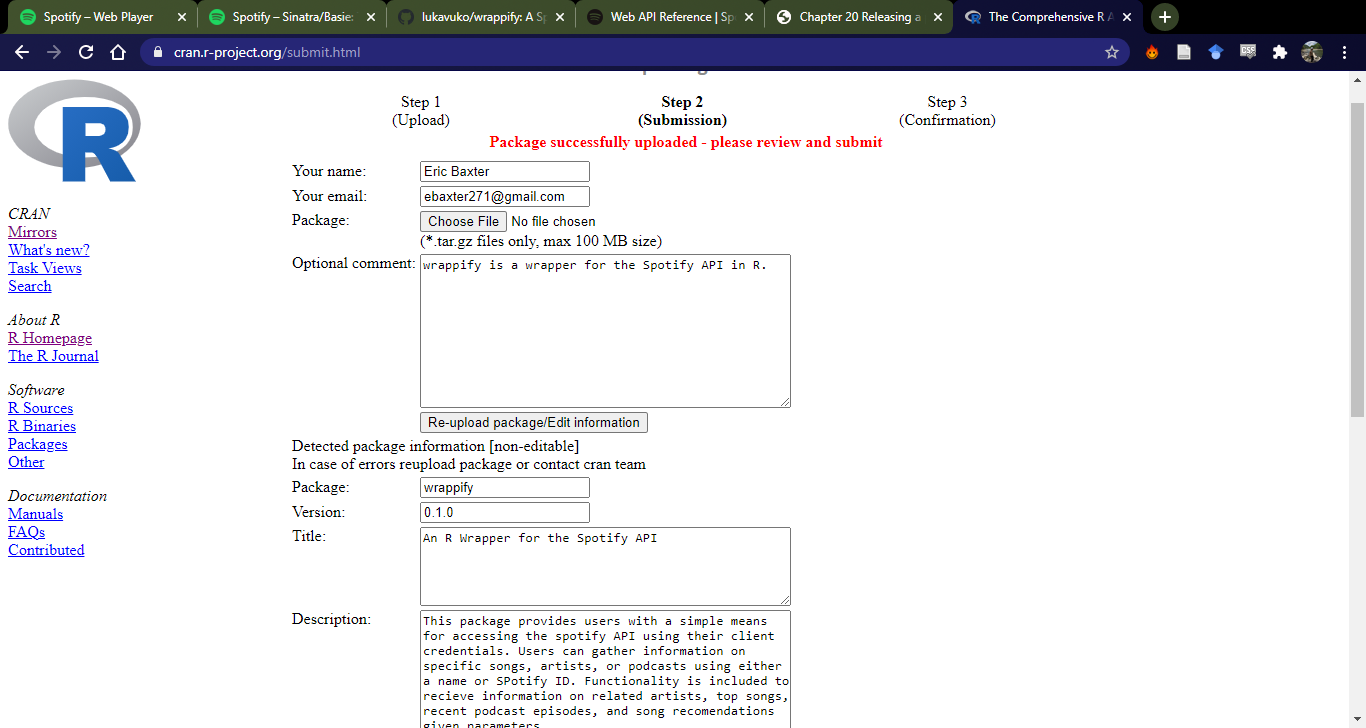 Spotify – Web Player
Spotify – Sinatra/Basie:
lukavuko/wrappify: A Sp
Web API Reference | Sp
Chapter 20 Releasing a
The Comprehensive R A
cran.r-project.org/submit.html
Step 1
(Upload)
Step 2
(Submission)
Step 3
(Confirmation)
Package successfully uploaded - please review and submit
R
CRAN
Mirrors
What's new?
Task Views
Search
About R
R Homepage
The R Journal
Software
R Sources
R Binaries
Packages
Other
Documentation
Manuals
FAQs
Contributed
Your name: Eric Baxter
Your email: ebaxter271@gmail.com
Package: Choose File No file chosen
(*.tar.gz files only, max 100 MB size)
Optional comment: wrappify is a wrapper for the Spotify API in R.
Re-upload package/Edit information
Detected package information [non-editable]
In case of errors reupload package or contact cran team
Package: wrappify
Version: 0.1.0
Title: An R Wrapper for the Spotify API
Description: This package provides users with a simple means
for accessing the spotify API using their client
credentials. Users can gather information on
specific songs, artists, or podcasts using either
a name or SPotify ID. Functionality is included to
recieve information on related artists, top songs,
recent podcast episodes, and song recomendations
given parameters